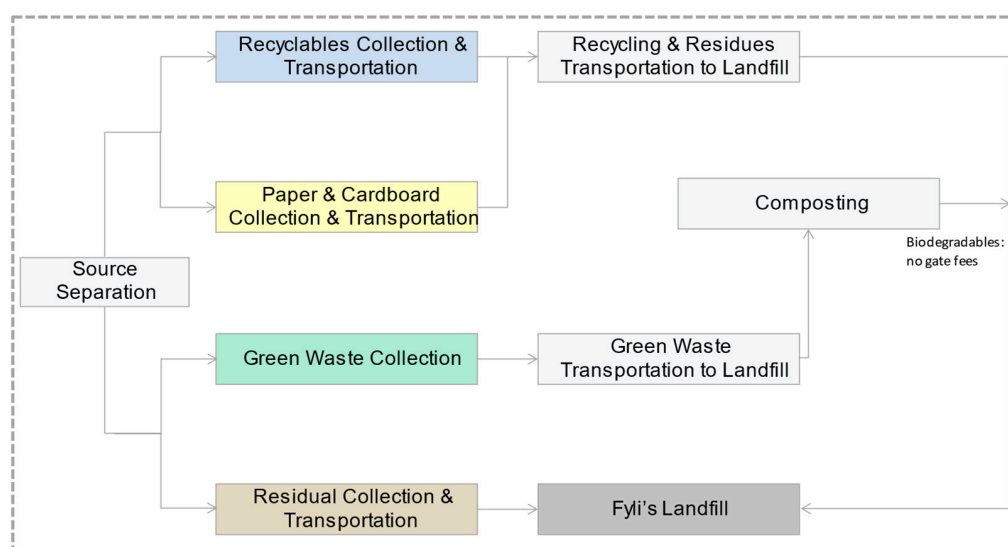 Recyclables Collection &
Transportation
Recycling & Residues
Transportation to Landfill
Paper & Cardboard
Collection & Transportation
Composting
Biodegradables:
no gate fees
Source
Separation
Green Waste Collection
Green Waste
Transportation to Landfill
Residual Collection &
Transportation
Fyli's Landfill